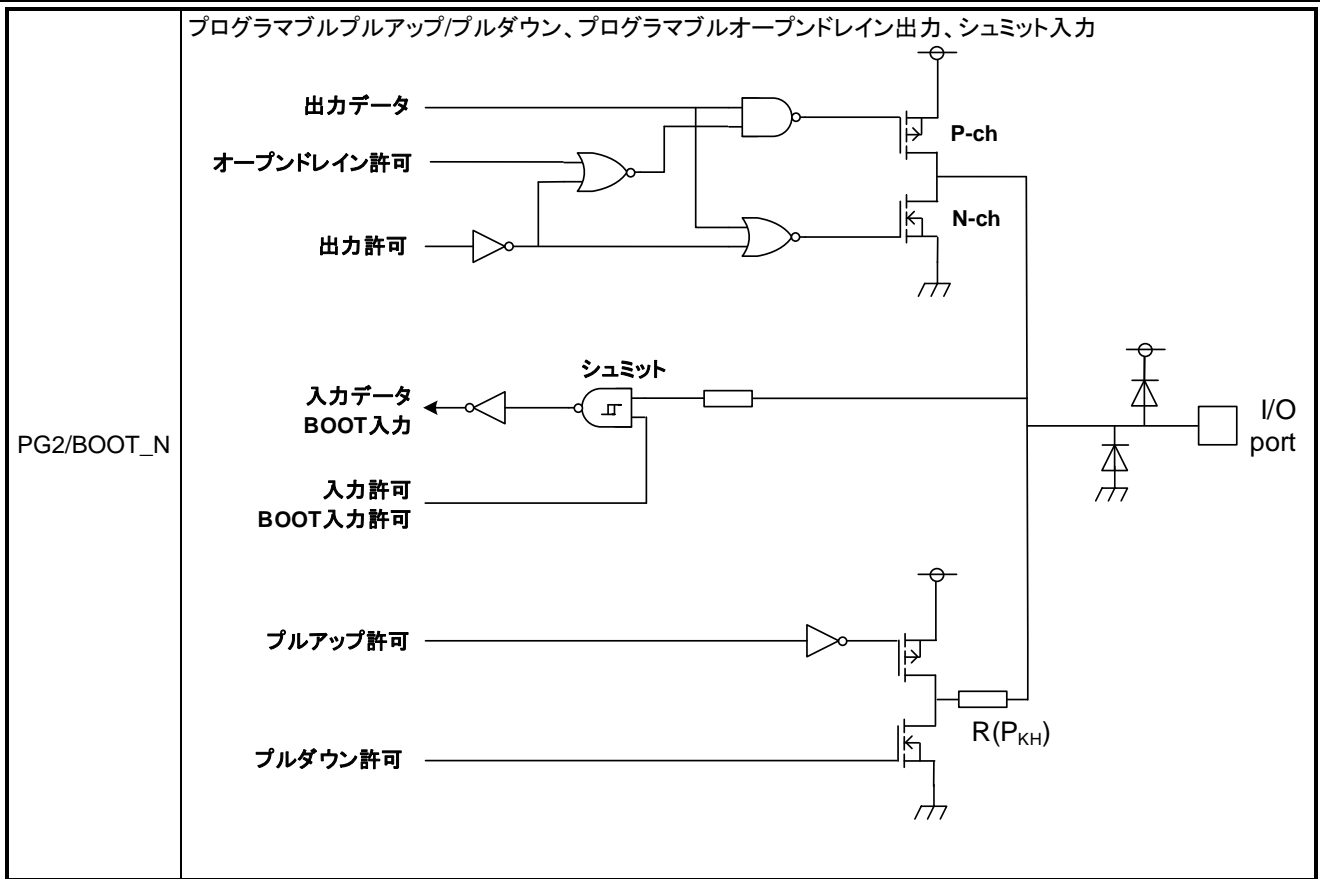 プログラマブルプルアップ/プルダウン、プログラマブルオープンドレイン出力、シュミット入力
出力データ
P-ch
オープンドレイン許可
N-ch
出力許可
シュミット
入力データ
BOOT入力
I/O
port
PG2/BOOT_N
入力許可
BOOT入力許可
プルアップ許可
R(PKH)
プルダウン許可